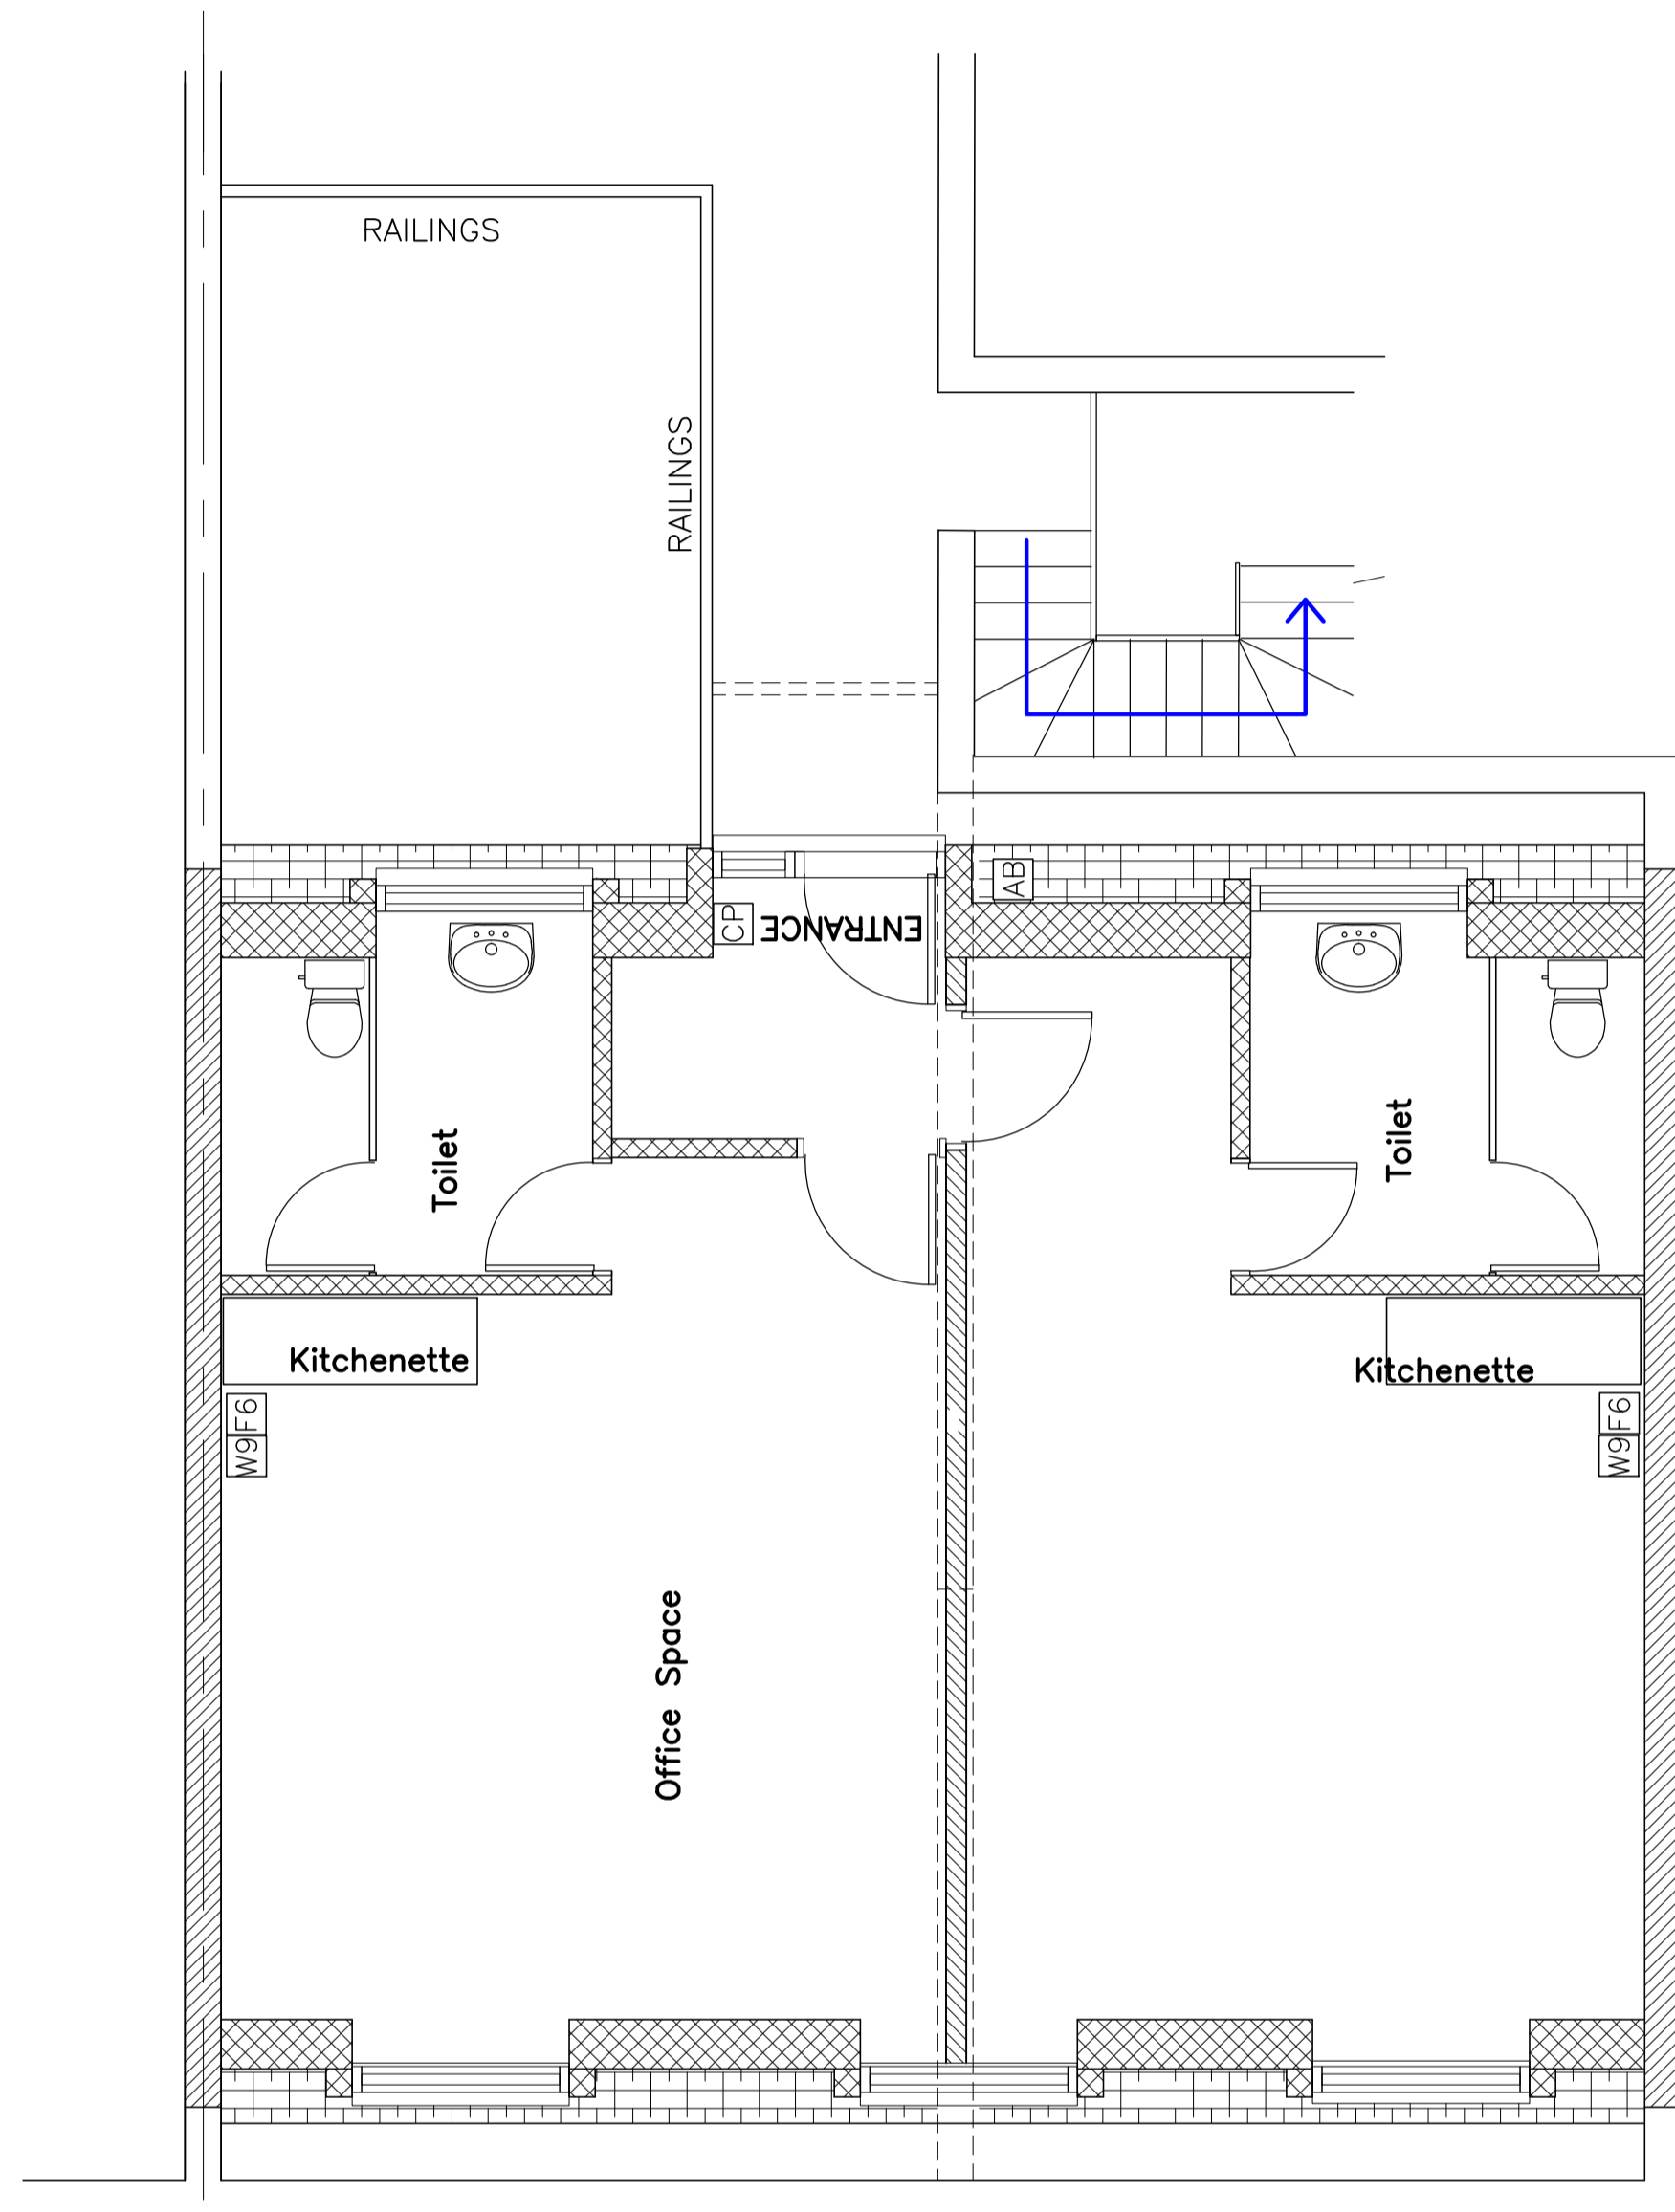 RAILINGS
RAILINGS
AB
CP
ENTRANCE
Toilet
Toilet
Kitchenette
Kitchenette
F6
W9
F6
W9
Office Space